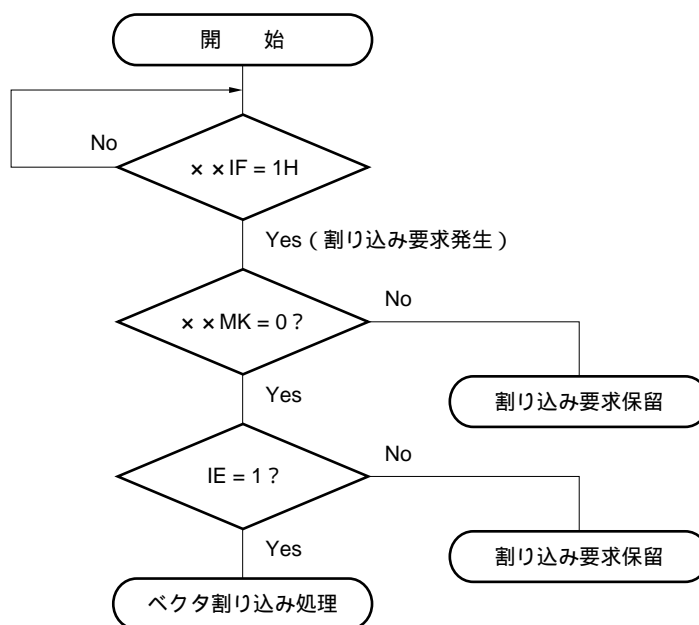 開　　始
No
××IF = 1H
Yes（割り込み要求発生）
××MK = 0？
No
Yes
割り込み要求保留
IE = 1？
No
Yes
割り込み要求保留
ベクタ割り込み処理